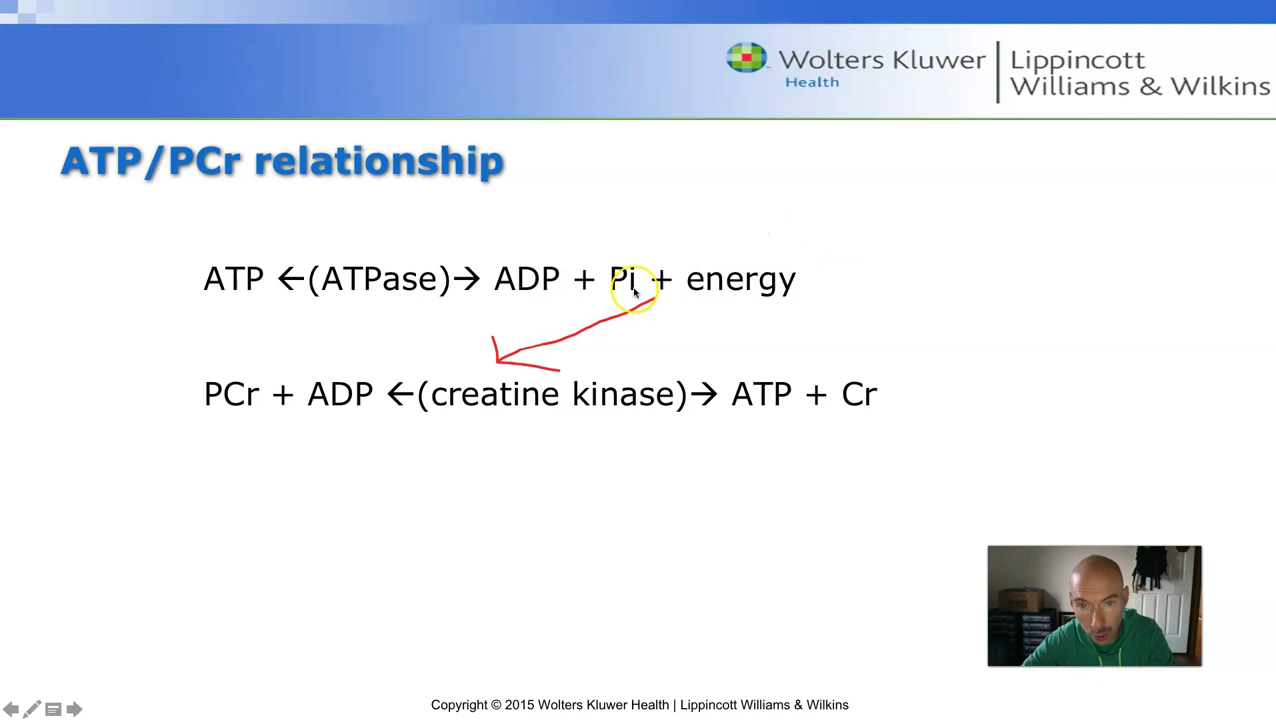 Wolters Kluwer
Health
Lippincott
Williams & Wilkins
ATP/PCr relationship
ATP ←(ATPase)→ ADP + Pi + energy
PCr + ADP ←(creatine kinase)→ ATP + Cr
Copyright © 2015 Wolters Kluwer Health | Lippincott Williams & Wilkins